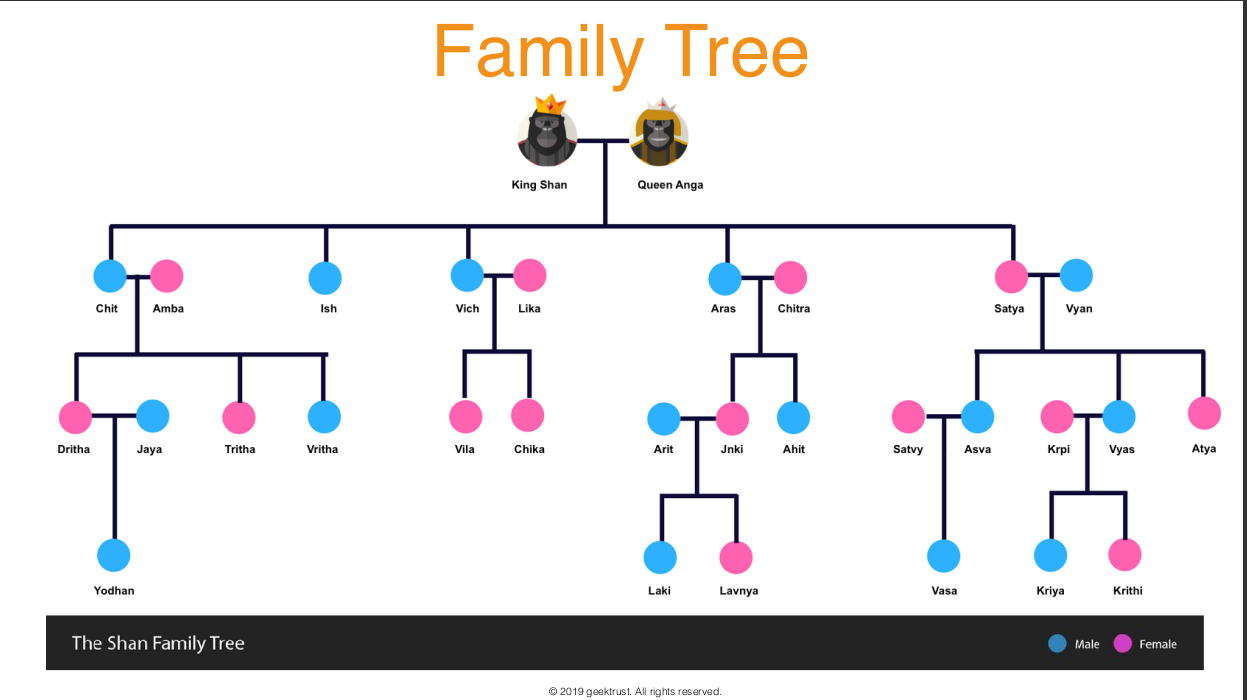 Family Tree
King Shan Queen Anga
Chit Amba Ish Vich Lika Aras Chitra Satya Vyan
Dritha Jaya Tritha Vritha Vila Chika Arit Jnki Ahit Satvy Asva Krpi Vyas Atya
Yodhan Laki Lavnya Vasa Kriya Krithi
The Shan Family Tree Male Female
© 2019 geektrust. All rights reserved.